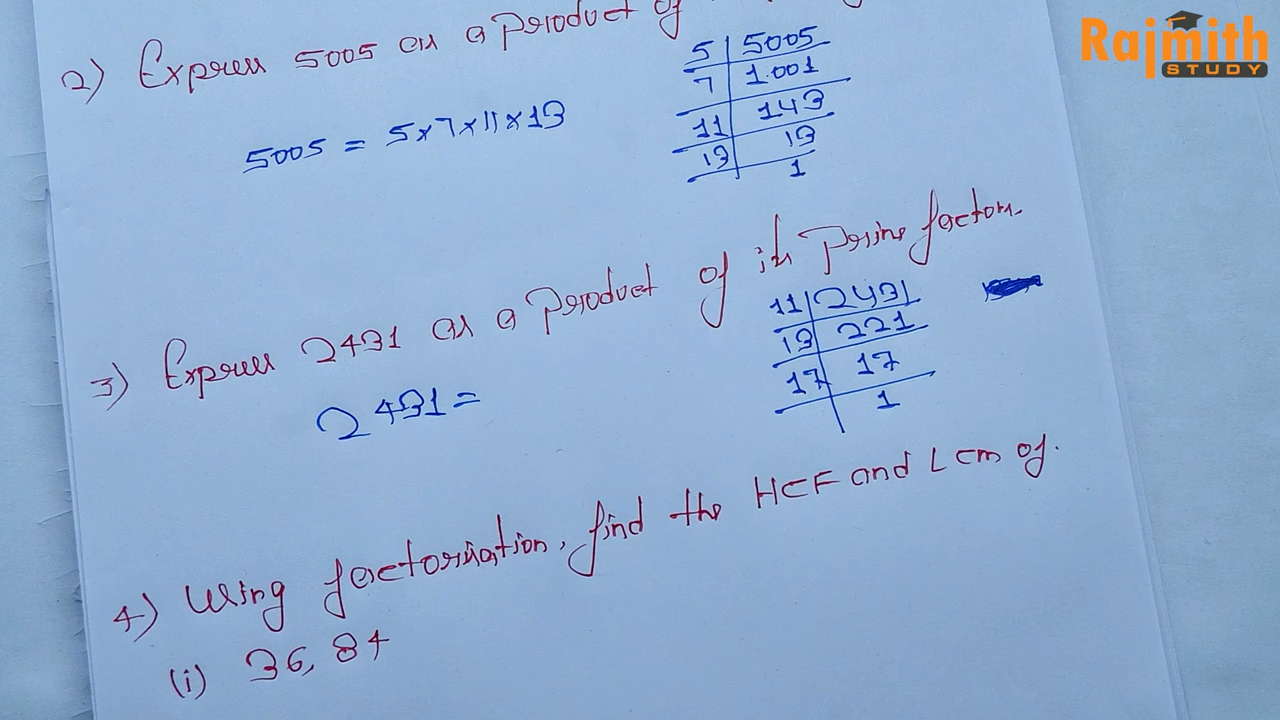 Rajmith
STUDY
2) Express 5005 as a product of
5 | 5005
7 | 1001
11 | 143
13 | 13
1
5005 = 5×7×11×13
3) Express 2431 as a product of its prime factors.
11 | 2431
13 | 221
17 | 17
1
2431 =
4) Using factorisation, find the HCF and LCM of.
(i) 36, 84